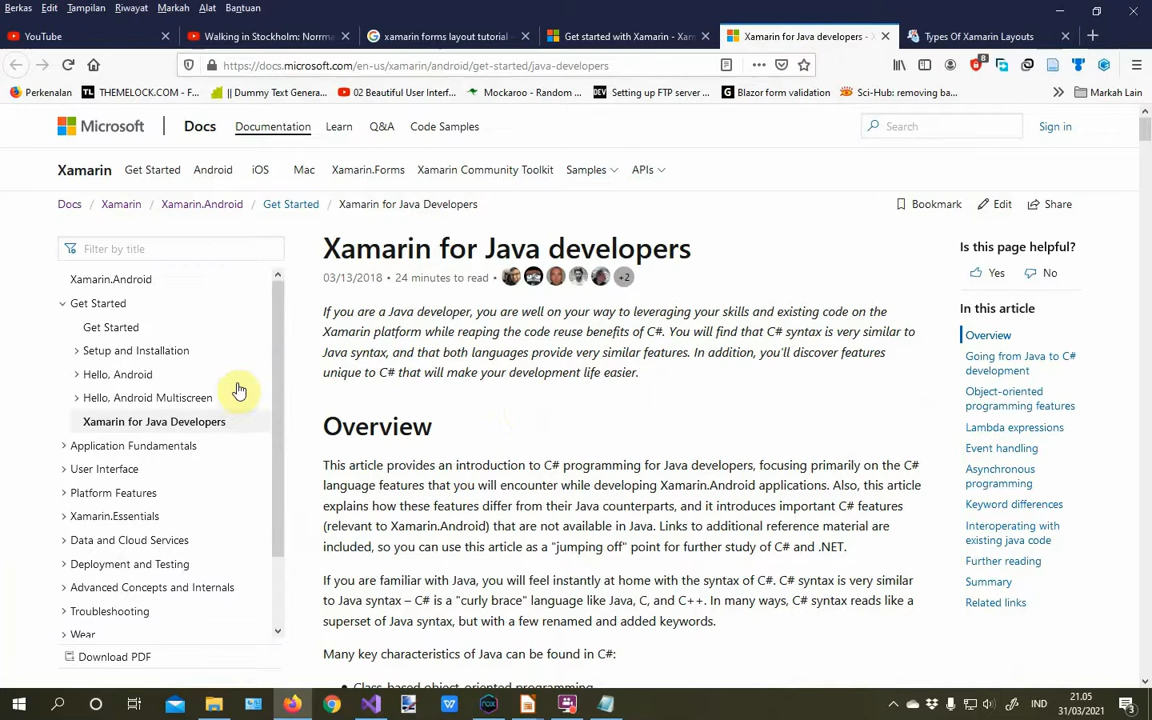 Berkas Edit Tampilan Riwayat Markah Alat Bantuan
YouTube
Walking in Stockholm: Norrma
xamarin forms layout tutorial -
Get started with Xamarin - Xam
Xamarin for Java developers - X
Types Of Xamarin Layouts
https://docs.microsoft.com/en-us/xamarin/android/get-started/java-developers
8
Perkenalan
THEMELOCK.COM - F...
|| Dummy Text Genera...
02 Beautiful User Interf...
Mockaroo - Random ...
Setting up FTP server ...
Blazor form validation
Sci-Hub: removing ba...
Markah Lain
Microsoft
Docs
Documentation
Learn
Q&A
Code Samples
Search
Sign in
Xamarin
Get Started
Android
iOS
Mac
Xamarin.Forms
Xamarin Community Toolkit
Samples
APIs
Docs / Xamarin / Xamarin.Android / Get Started / Xamarin for Java Developers
Bookmark
Edit
Share
Filter by title
Xamarin.Android
Get Started
Get Started
Setup and Installation
Hello, Android
Hello, Android Multiscreen
Xamarin for Java Developers
Application Fundamentals
User Interface
Platform Features
Xamarin.Essentials
Data and Cloud Services
Deployment and Testing
Advanced Concepts and Internals
Troubleshooting
Wear
Download PDF
Xamarin for Java developers
03/13/2018 • 24 minutes to read •
+2
If you are a Java developer, you are well on your way to leveraging your skills and existing code on the
Xamarin platform while reaping the code reuse benefits of C#. You will find that C# syntax is very similar to
Java syntax, and that both languages provide very similar features. In addition, you'll discover features
unique to C# that will make your development life easier.
Overview
This article provides an introduction to C# programming for Java developers, focusing primarily on the C#
language features that you will encounter while developing Xamarin.Android applications. Also, this article
explains how these features differ from their Java counterparts, and it introduces important C# features
(relevant to Xamarin.Android) that are not available in Java. Links to additional reference material are
included, so you can use this article as a "jumping off" point for further study of C# and .NET.
If you are familiar with Java, you will feel instantly at home with the syntax of C#. C# syntax is very similar
to Java syntax – C# is a "curly brace" language like Java, C, and C++. In many ways, C# syntax reads like a
superset of Java syntax, but with a few renamed and added keywords.
Many key characteristics of Java can be found in C#:
• Class-based object-oriented programming
Is this page helpful?
Yes
No
In this article
Overview
Going from Java to C#
development
Object-oriented
programming features
Lambda expressions
Event handling
Asynchronous
programming
Keyword differences
Interoperating with
existing java code
Further reading
Summary
Related links
IND
21.05
31/03/2021
3